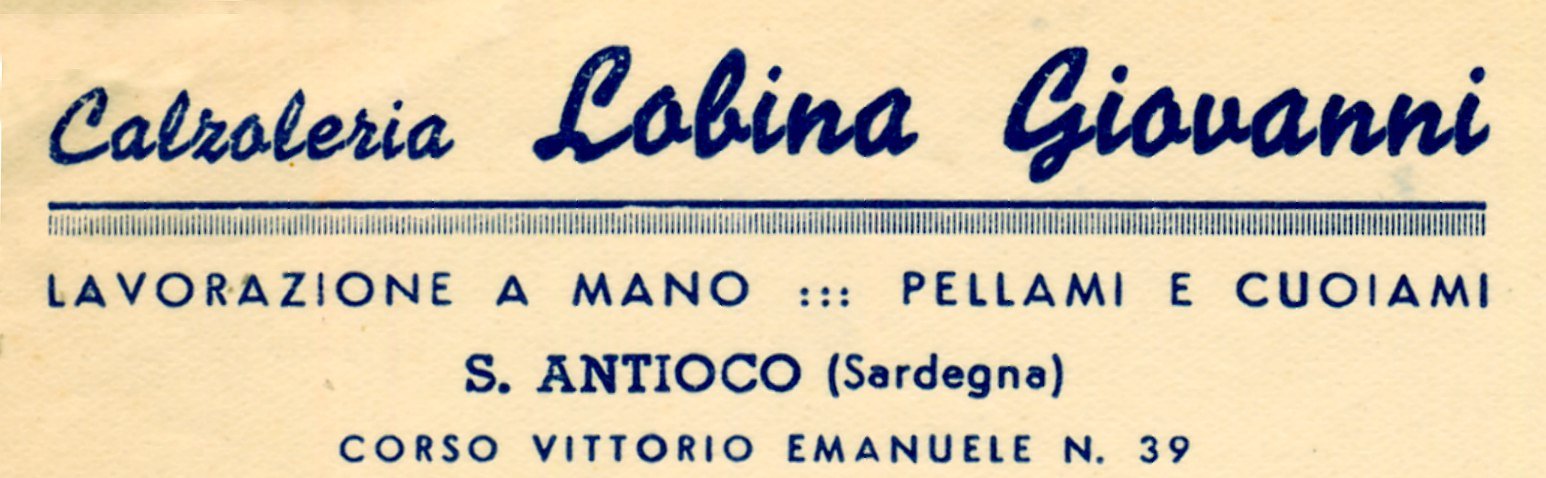 Calzoleria Lobina Giovanni
LAVORAZIONE A MANO ::: PELLAMI E CUOIAMI
S. ANTIOCO (Sardegna)
CORSO VITTORIO EMANUELE N. 39